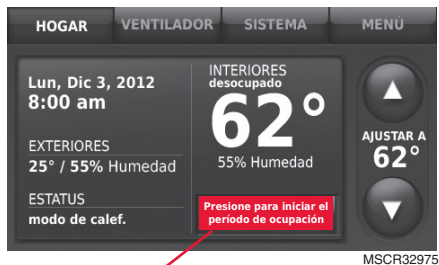 HOGAR
VENTILADOR
SISTEMA
MENÚ
Lun, Dic 3, 2012
8:00 am
EXTERIORES
25° / 55% Humedad
ESTATUS
modo de calef.
INTERIORES
desocupado
62°
55% Humedad
Presione para iniciar el
período de ocupación
AJUSTAR A
62°
MSCR32975